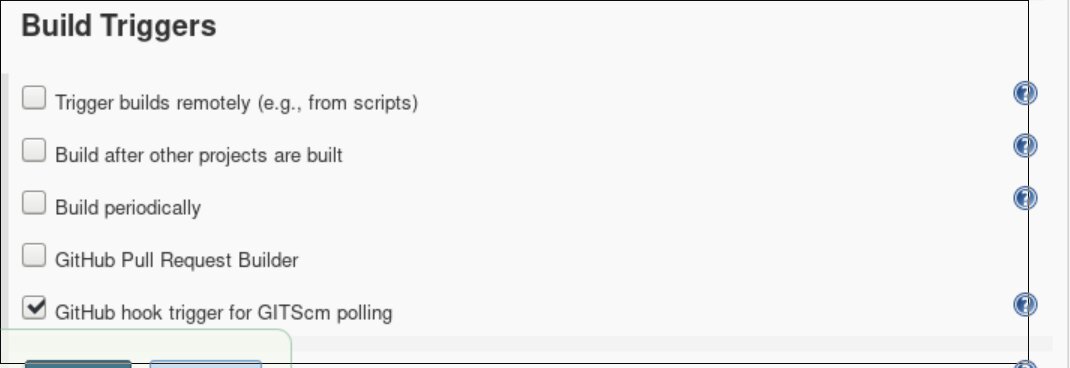 Build Triggers
Trigger builds remotely (e.g., from scripts)
Build after other projects are built
Build periodically
GitHub Pull Request Builder
GitHub hook trigger for GITScm polling